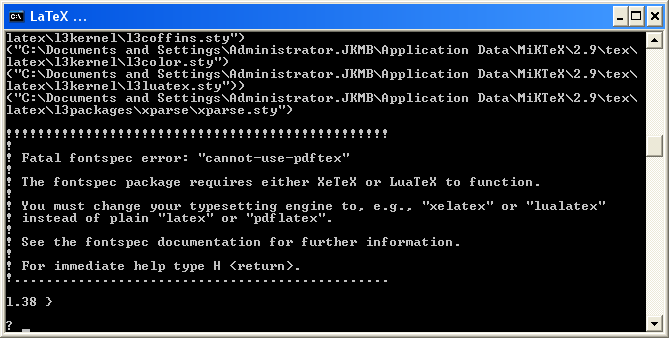 LaTeX ...
latex\l3kernel\l3coffins.sty")
("C:\Documents and Settings\Administrator.JKMB\Application Data\MiKTeX\2.9\tex\
latex\l3kernel\l3color.sty")
("C:\Documents and Settings\Administrator.JKMB\Application Data\MiKTeX\2.9\tex\
latex\l3kernel\l3luatex.sty"))
("C:\Documents and Settings\Administrator.JKMB\Application Data\MiKTeX\2.9\tex\
latex\l3packages\xparse\xparse.sty")
!!!!!!!!!!!!!!!!!!!!!!!!!!!!!!!!!!!!!!!!!!!!!!!!
!
! Fatal fontspec error: "cannot-use-pdftex"
!
! The fontspec package requires either XeTeX or LuaTeX to function.
!
! You must change your typesetting engine to, e.g., "xelatex" or "lualatex"
! instead of plain "latex" or "pdflatex".
!
! See the fontspec documentation for further information.
!
! For immediate help type H <return>.
!...............................................
l.38 }
? _